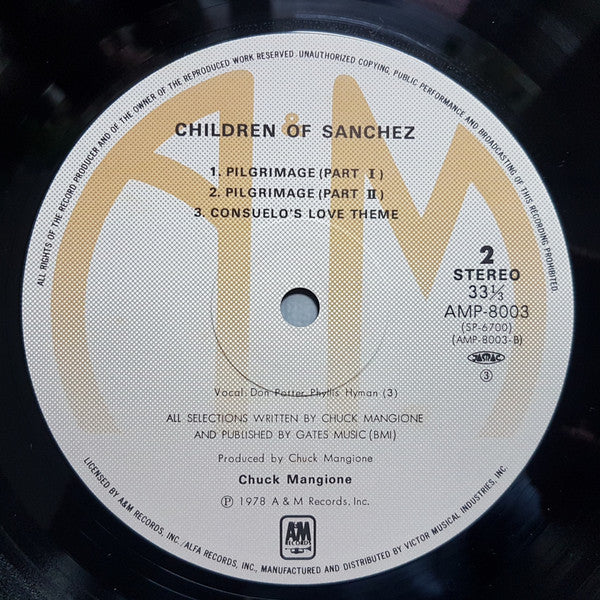 ALL RIGHTS OF THE RECORD PRODUCER AND OF THE OWNER OF THE REPRODUCED WORK RESERVED. UNAUTHORIZED COPYING, PUBLIC PERFORMANCE AND BROADCASTING OF THIS RECORDING PROHIBITED
A&M
CHILDREN OF SANCHEZ
1. PILGRIMAGE (PART Ⅰ)
2. PILGRIMAGE (PART Ⅱ)
3. CONSUELO'S LOVE THEME
2
STEREO
33⅓
AMP-8003
(SP-6700)
(AMP-8003-B)
JASRAC
③
Vocal: Don Potter, Phyllis Hyman (3)
ALL SELECTIONS WRITTEN BY CHUCK MANGIONE
AND PUBLISHED BY GATES MUSIC (BMI)
Produced by Chuck Mangione
Chuck Mangione
Ⓟ 1978 A & M Records, Inc.
A&M
RECORDS
LICENSED BY A&M RECORDS, INC./ALFA RECORDS, INC., MANUFACTURED AND DISTRIBUTED BY VICTOR MUSICAL INDUSTRIES, INC.